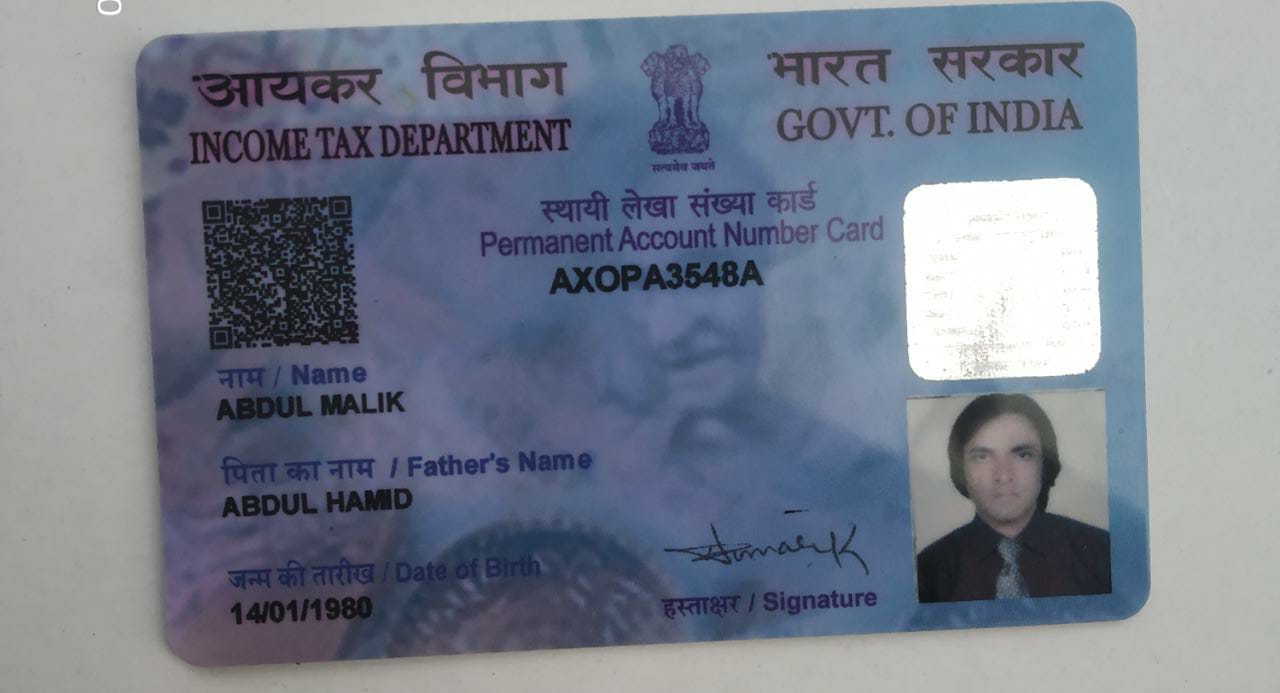 आयकर विभाग
INCOME TAX DEPARTMENT
भारत सरकार
GOVT. OF INDIA
सत्यमेव जयते
स्थायी लेखा संख्या कार्ड
Permanent Account Number Card
AXOPA3548A
नाम / Name
ABDUL MALIK
पिता का नाम / Father's Name
ABDUL HAMID
जन्म की तारीख / Date of Birth
14/01/1980
हस्ताक्षर / Signature